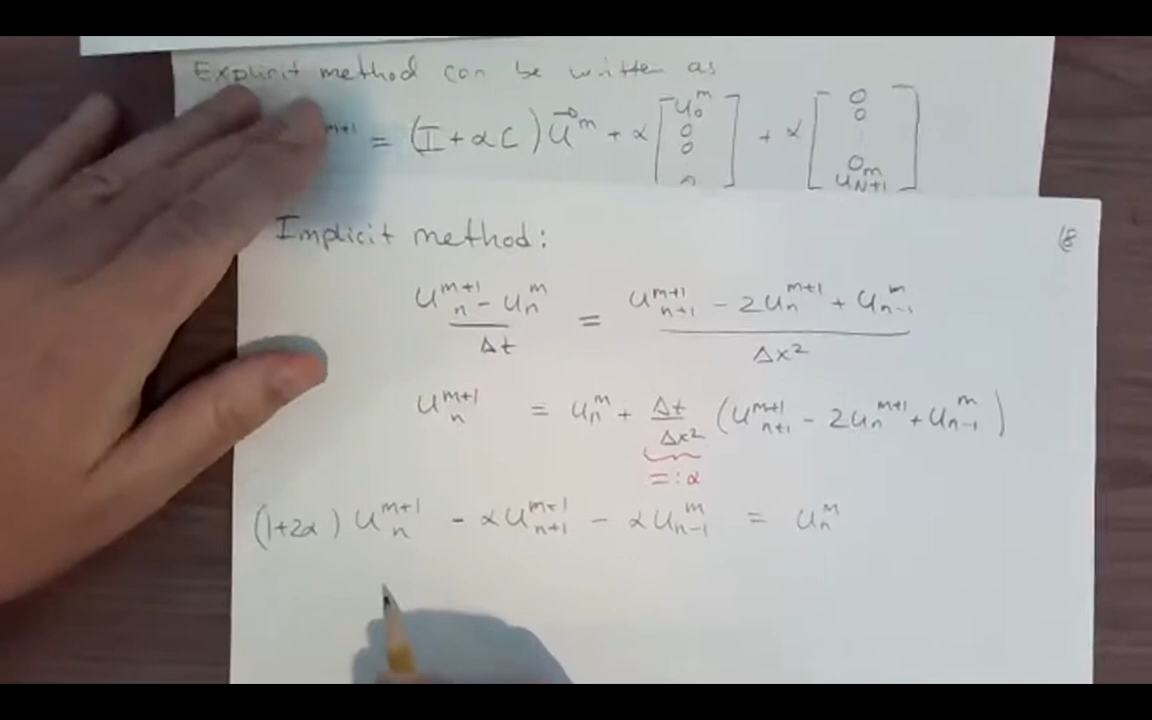 Explicit method can be written as
m+1 = (I + αC) U⃗^m + α [u_0^m 0 0] + α [0 0 0 u_{N+1}^m]
Implicit method: 18
(u_n^{m+1} - u_n^m) / Δt = (u_{n+1}^{m+1} - 2u_n^{m+1} + u_{n-1}^m) / Δx²
u_n^{m+1} = u_n^m + Δt/Δx² (u_{n+1}^{m+1} - 2u_n^{m+1} + u_{n-1}^m)
=: α
(1+2α) u_n^{m+1} - αu_{n+1}^{m+1} - αu_{n-1}^m = u_n^m